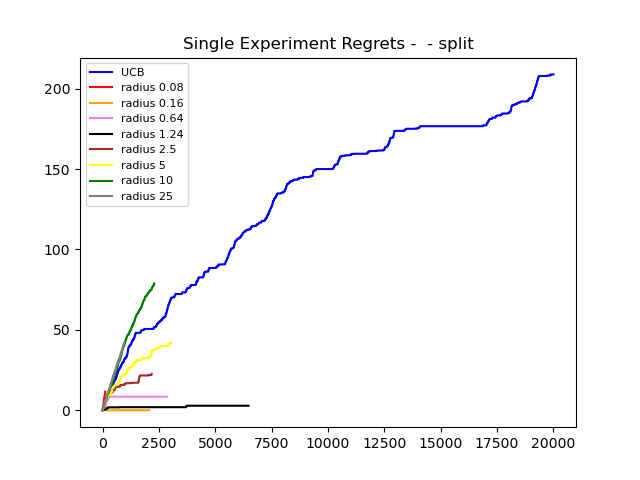 Single Experiment Regrets -  - split
UCB
radius 0.08
radius 0.16
radius 0.64
radius 1.24
radius 2.5
radius 5
radius 10
radius 25
200
150
100
50
0
0 2500 5000 7500 10000 12500 15000 17500 20000